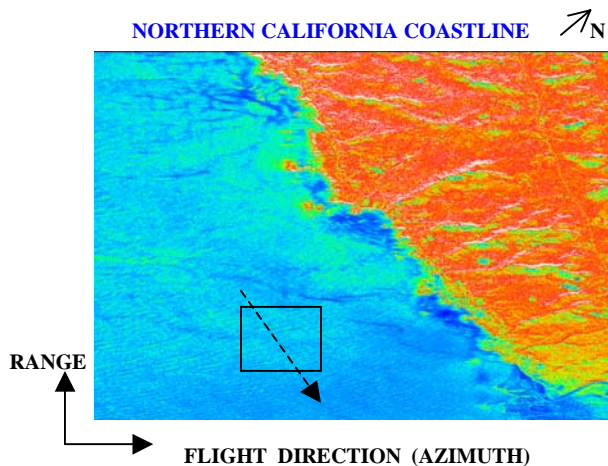 NORTHERN CALIFORNIA COASTLINE
N
RANGE
FLIGHT DIRECTION (AZIMUTH)